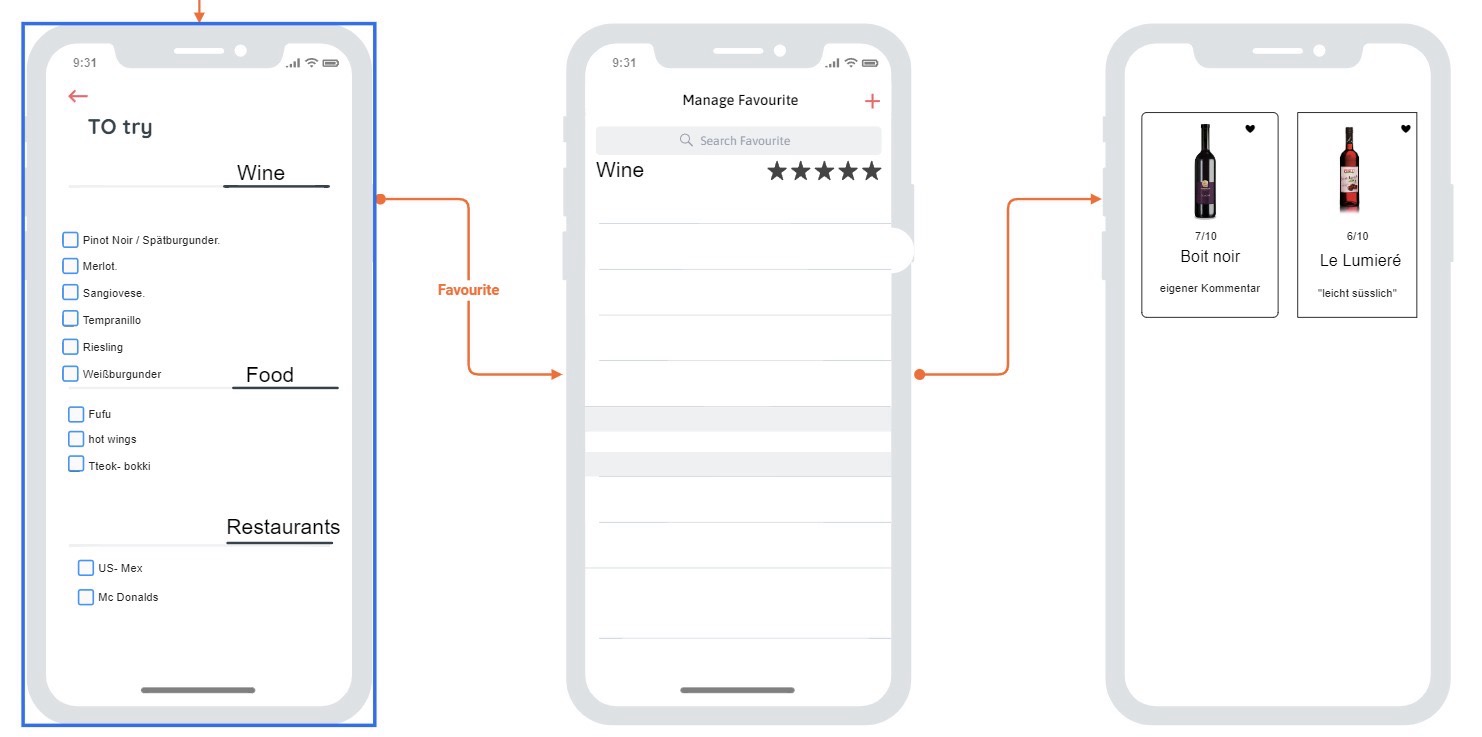 9:31
TO try
Wine
Pinot Noir / Spätburgunder.
Merlot.
Sangiovese.
Tempranillo
Riesling
Weißburgunder
Food
Fufu
hot wings
Tteok- bokki
Restaurants
US- Mex
Mc Donalds
Favourite
9:31
Manage Favourite
Search Favourite
Wine
7/10
Boit noir
eigener Kommentar
6/10
Le Lumieré
"leicht süsslich"